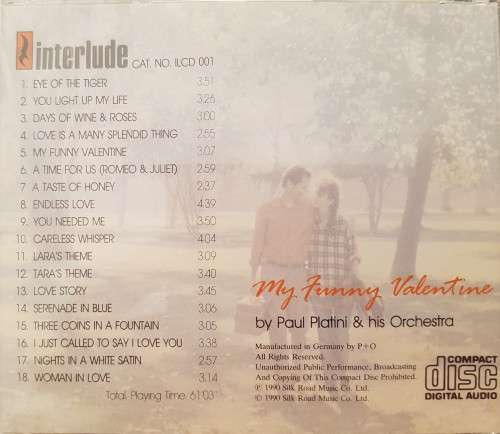 interlude CAT. NO. ILCD 001
1. EYE OF THE TIGER 3:51
2. YOU LIGHT UP MY LIFE 3:26
3. DAYS OF WINE & ROSES 3:00
4. LOVE IS A MANY SPLENDID THING 2:55
5. MY FUNNY VALENTINE 3:07
6. A TIME FOR US (ROMEO & JULIET) 2:59
7. A TASTE OF HONEY 2:37
8. ENDLESS LOVE 4:39
9. YOU NEEDED ME 3:50
10. CARELESS WHISPER 4:04
11. LARA'S THEME 3:09
12. TARA'S THEME 3:40
13. LOVE STORY 3:45
14. SERENADE IN BLUE 3:06
15. THREE COINS IN A FOUNTAIN 3:05
16. I JUST CALLED TO SAY I LOVE YOU 3:38
17. NIGHTS IN A WHITE SATIN 2:57
18. WOMAN IN LOVE 3:14
Total Playing Time 61:03"
My Funny Valentine
by Paul Platini & his Orchestra
Manufactured in Germany by P+O
All Rights Reserved.
Unauthorized Public Performance, Broadcasting
And Copying Of This Compact Disc Prohibited.
℗ 1990 Silk Road Music Co. Ltd.
© 1990 Silk Road Music Co. Ltd.
COMPACT
disc
DIGITAL AUDIO